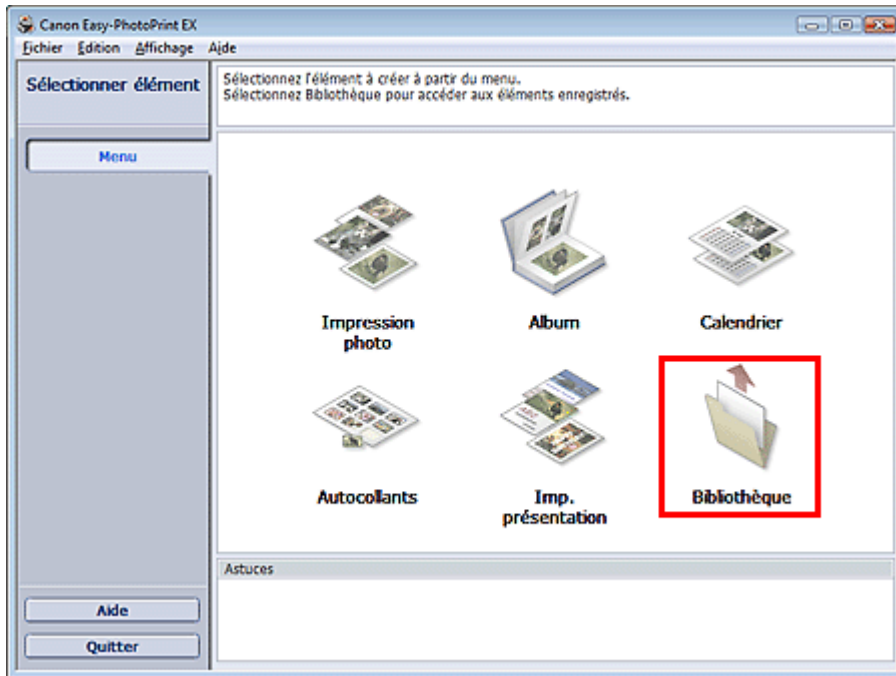 Canon Easy-PhotoPrint EX
Fichier Édition Affichage Aide
Sélectionner élément
Sélectionnez l'élément à créer à partir du menu.
Sélectionnez Bibliothèque pour accéder aux éléments enregistrés.
Menu
Impression
photo
Album
Calendrier
Autocollants
Imp.
présentation
Bibliothèque
Astuces
Aide
Quitter